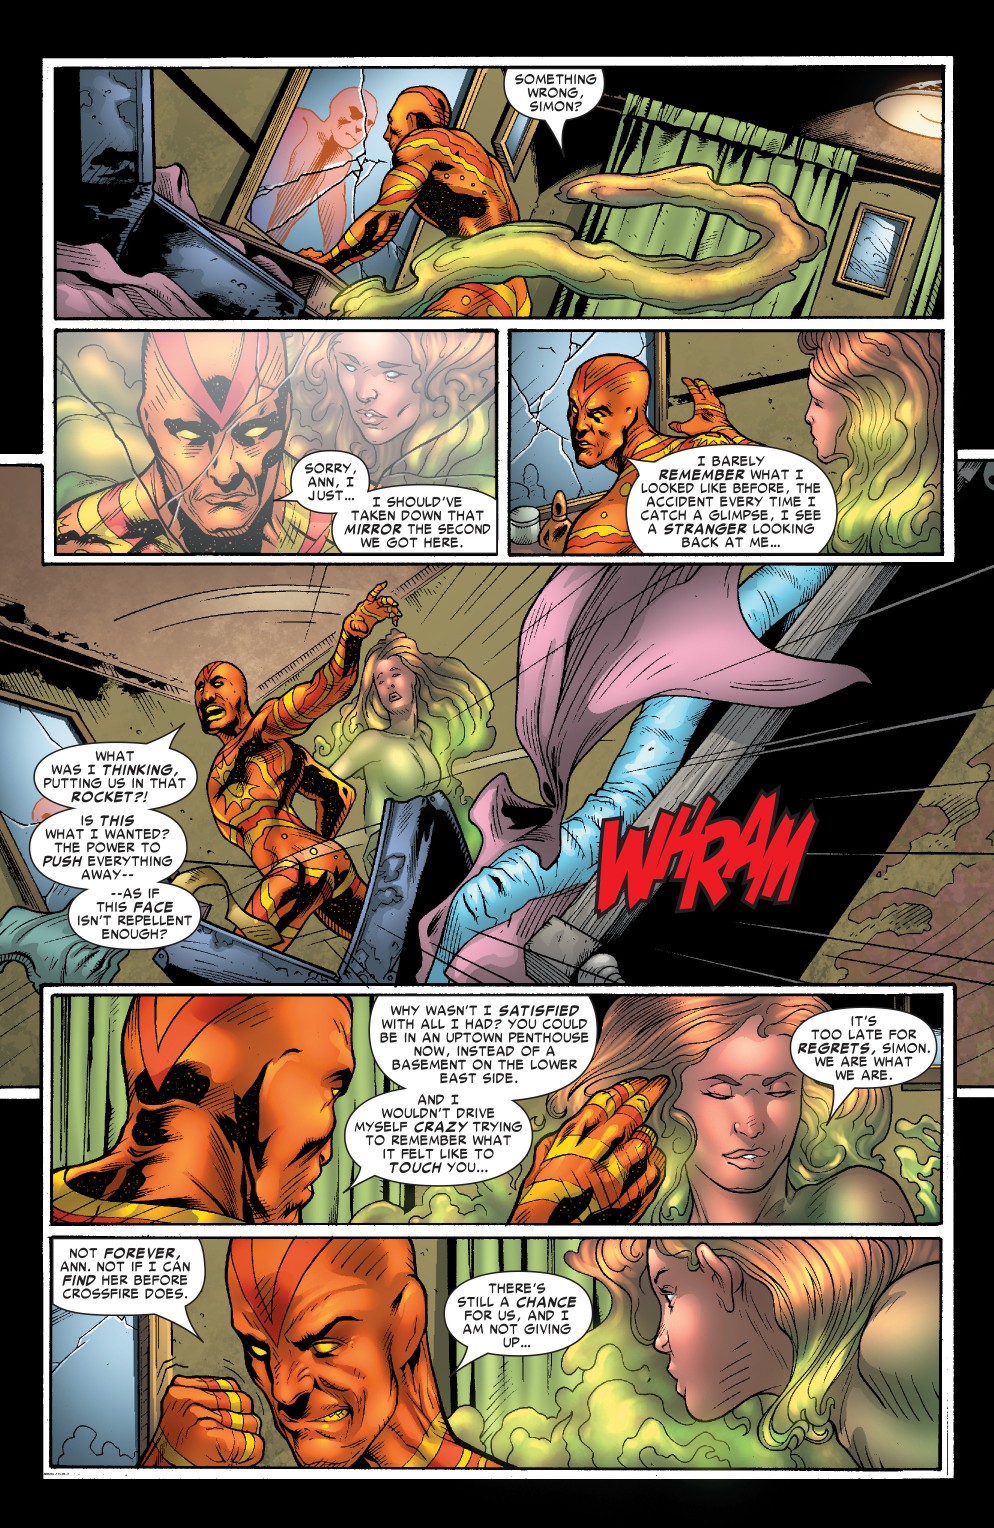 SOMETHING
WRONG,
SIMON?
SORRY,
ANN, I
JUST...
I SHOULD'VE
TAKEN DOWN THAT
MIRROR THE SECOND
WE GOT HERE.
I BARELY
REMEMBER WHAT I
LOOKED LIKE BEFORE, THE
ACCIDENT EVERY TIME I
CATCH A GLIMPSE, I SEE
A STRANGER LOOKING
BACK AT ME...
WHAT
WAS I THINKING,
PUTTING US IN THAT
ROCKET?!
IS THIS
WHAT I WANTED?
THE POWER TO
PUSH EVERYTHING
AWAY--
--AS IF
THIS FACE
ISN'T REPELLENT
ENOUGH?
WHRAM
WHY WASN'T I SATISFIED
WITH ALL I HAD? YOU COULD
BE IN AN UPTOWN PENTHOUSE
NOW, INSTEAD OF A
BASEMENT ON THE LOWER
EAST SIDE.
AND I
WOULDN'T DRIVE
MYSELF CRAZY TRYING
TO REMEMBER WHAT
IT FELT LIKE TO
TOUCH YOU...
IT'S
TOO LATE FOR
REGRETS, SIMON.
WE ARE WHAT
WE ARE.
NOT FOREVER,
ANN. NOT IF I CAN
FIND HER BEFORE
CROSSFIRE DOES.
THERE'S
STILL A CHANCE
FOR US, AND I
AM NOT GIVING
UP...